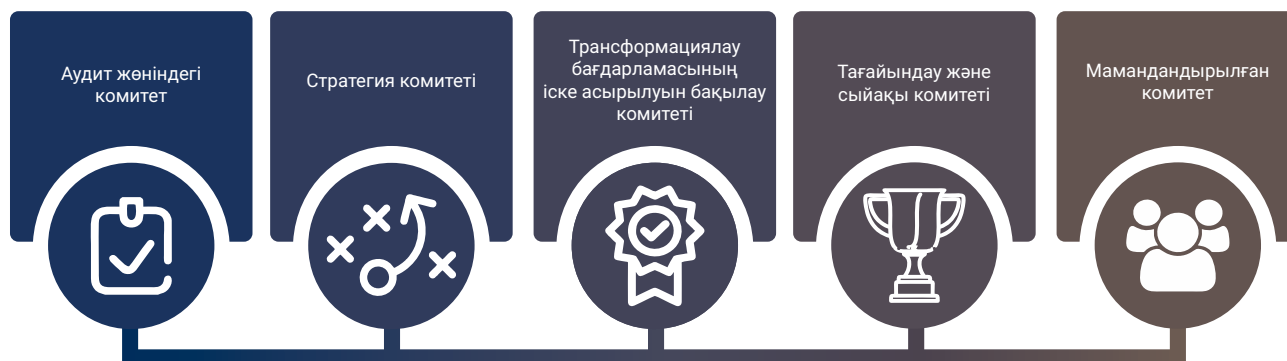 Аудит жөніндегі
комитет
Стратегия комитеті
Трансформациялау
бағдарламасының
іске асырылуын бақылау
комитеті
Тағайындау және
сыйақы комитеті
Мамандандырылған
комитет